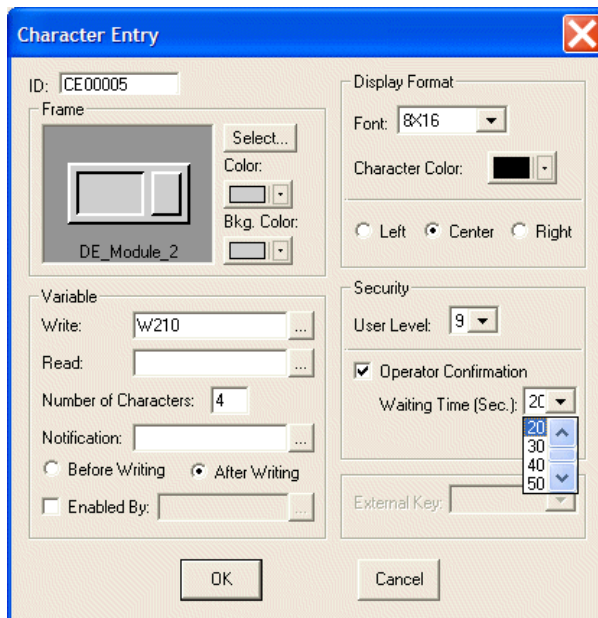 Character Entry
ID: CE00005
Frame
Select...
Color:
Bkg. Color:
DE_Module_2
Variable
Write: W210 ...
Read: ...
Number of Characters: 4
Notification: ...
Before Writing After Writing
Enabled By: ...
Display Format
Font: 8X16
Character Color:
Left Center Right
Security
User Level: 9
Operator Confirmation
Waiting Time (Sec.): 20
20
30
40
50
External Key:
OK Cancel